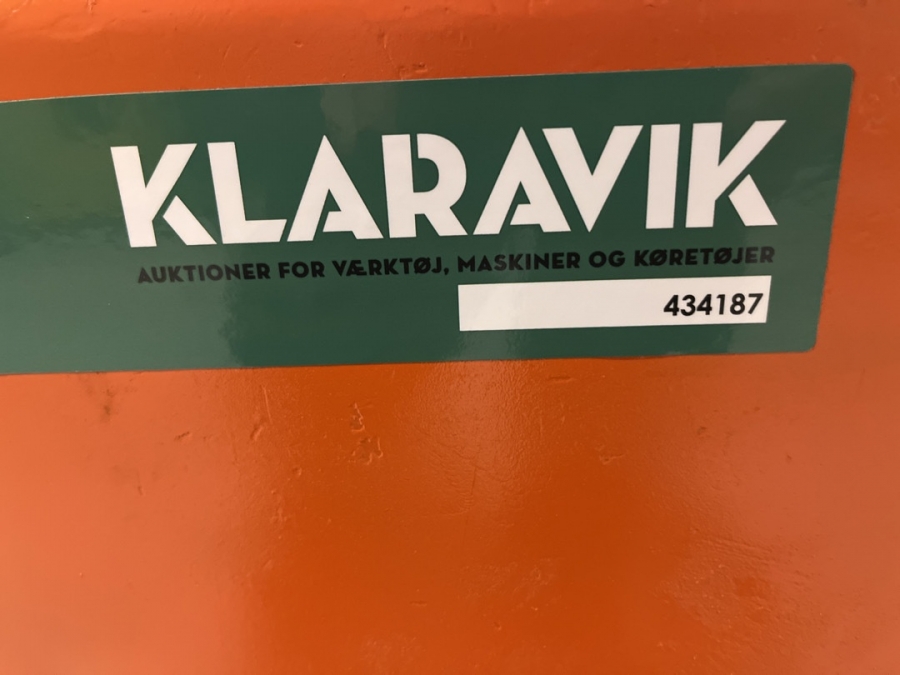 KLARAVIK
AUKTIONER FOR VÆRKTØJ, MASKINER OG KØRETØJER
434187